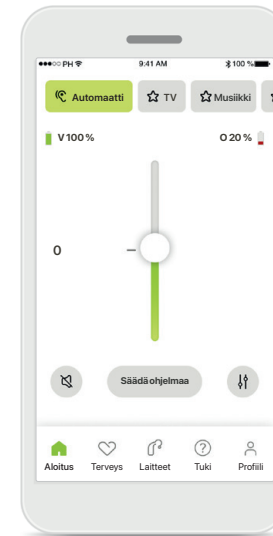 PH 9:41 AM 100 %
Automaatti TV Musiikki
V 100 % O 20 %
0
Säädä ohjelmaa
Aloitus Terveys Laitteet Tuki Profiili